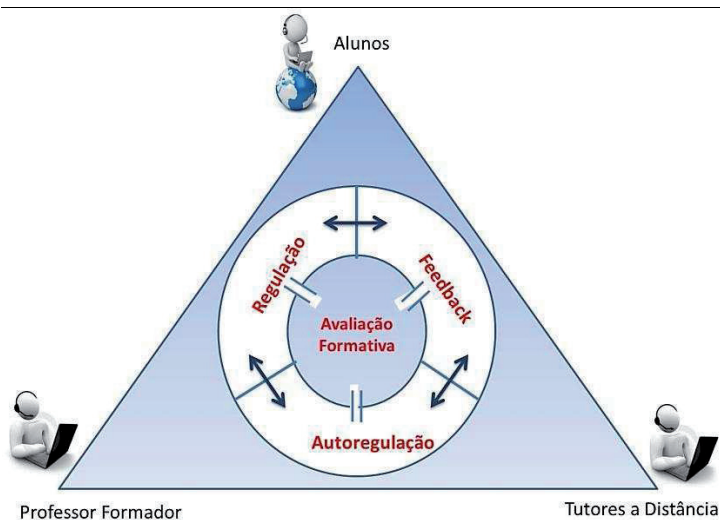 Alunos
Regulação
Feedback
Avaliação
Formativa
Autoregulação
Professor Formador
Tutores a Distância